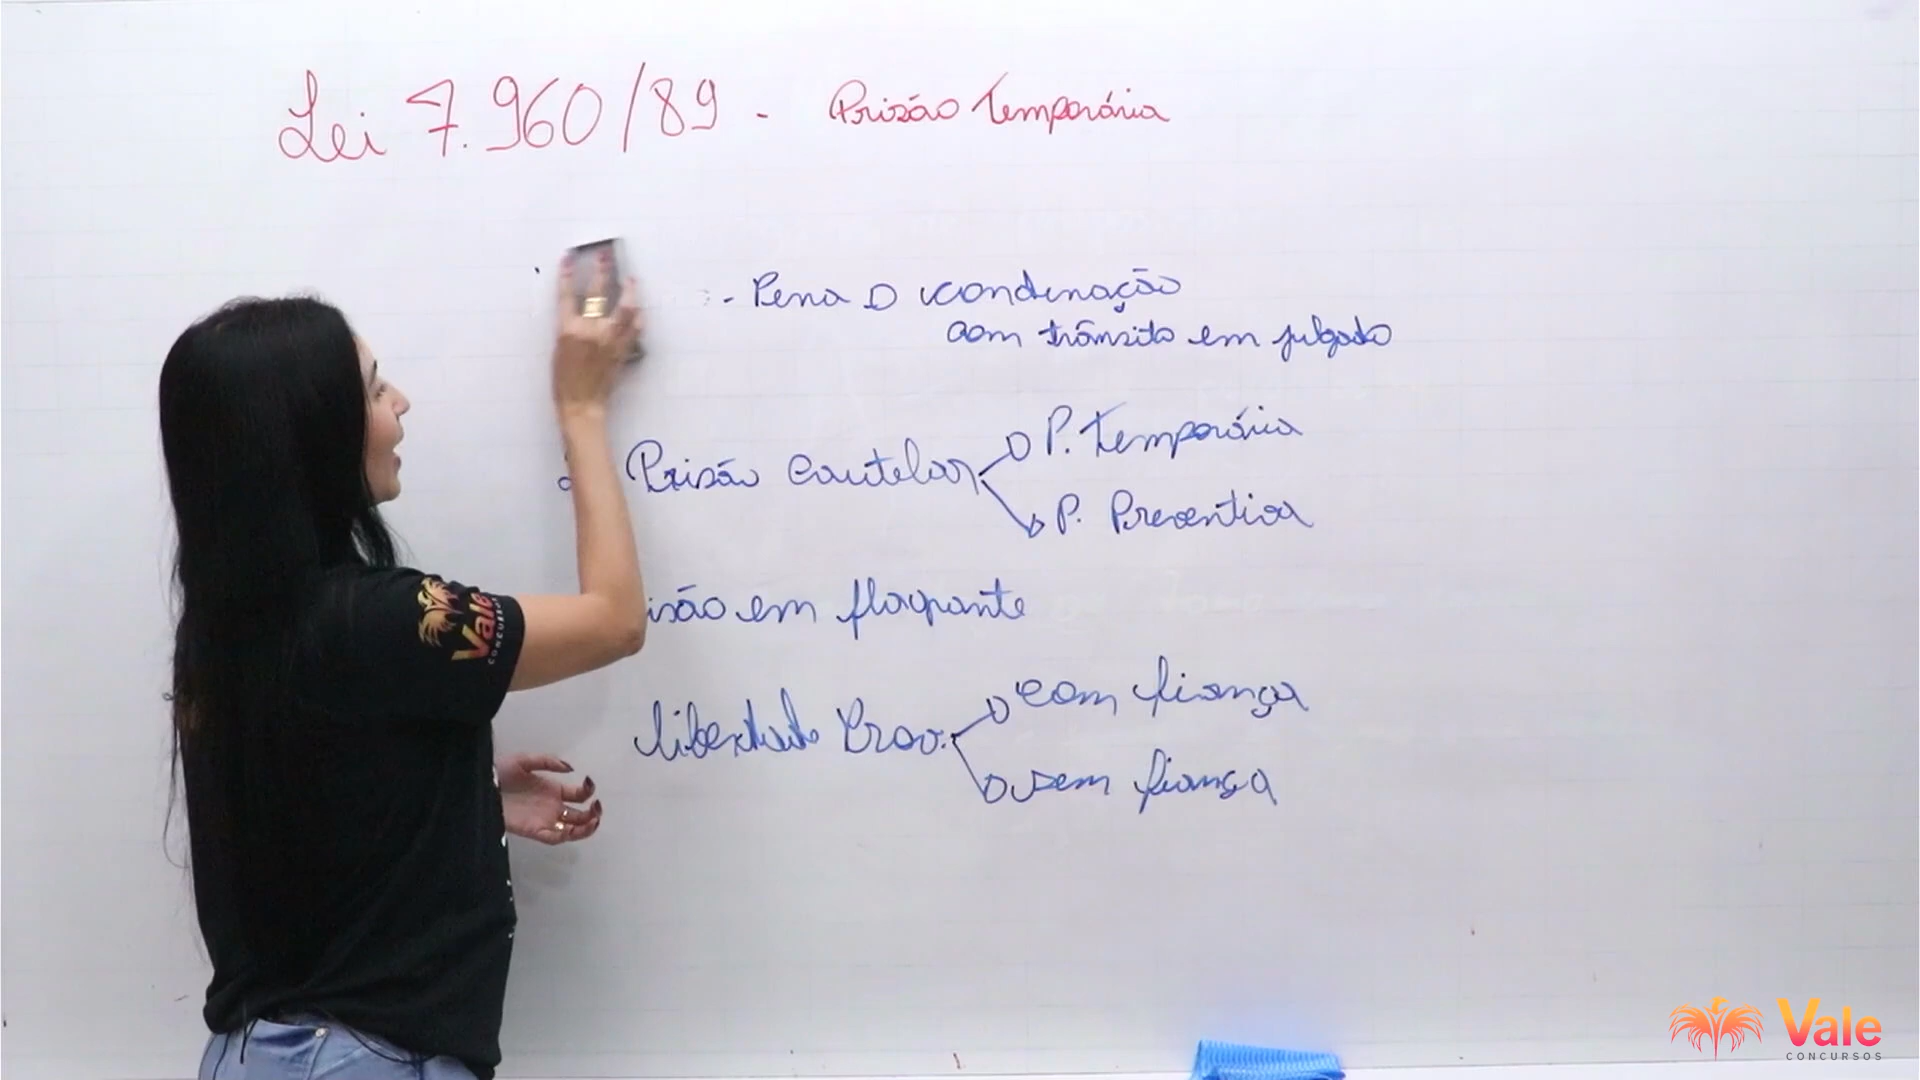 Lei 7.960/89 - Prisão Temporária
- Pena condenação
com trânsito em julgado
Prisão Cautelar
P. Temporária
P. Preventiva
isão em flagrante
liberdade Prov.
com fiança
sem fiança
Vale
CONCURSOS
Vale
CONCURSOS